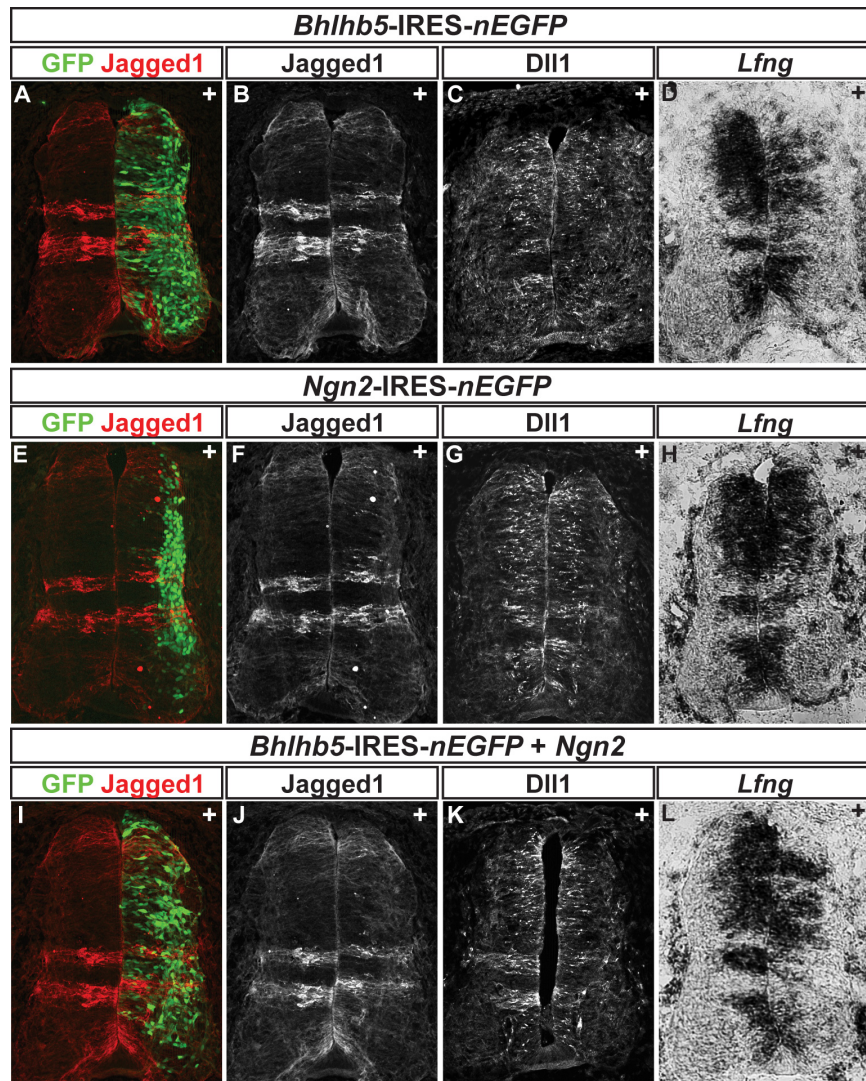 Bhlhb5-IRES-nEGFP
GFP Jagged1 Jagged1 Dll1 Lfng
A + B + C + D +
Ngn2-IRES-nEGFP
GFP Jagged1 Jagged1 Dll1 Lfng
E + F + G + H +
Bhlhb5-IRES-nEGFP + Ngn2
GFP Jagged1 Jagged1 Dll1 Lfng
I + J + K + L +